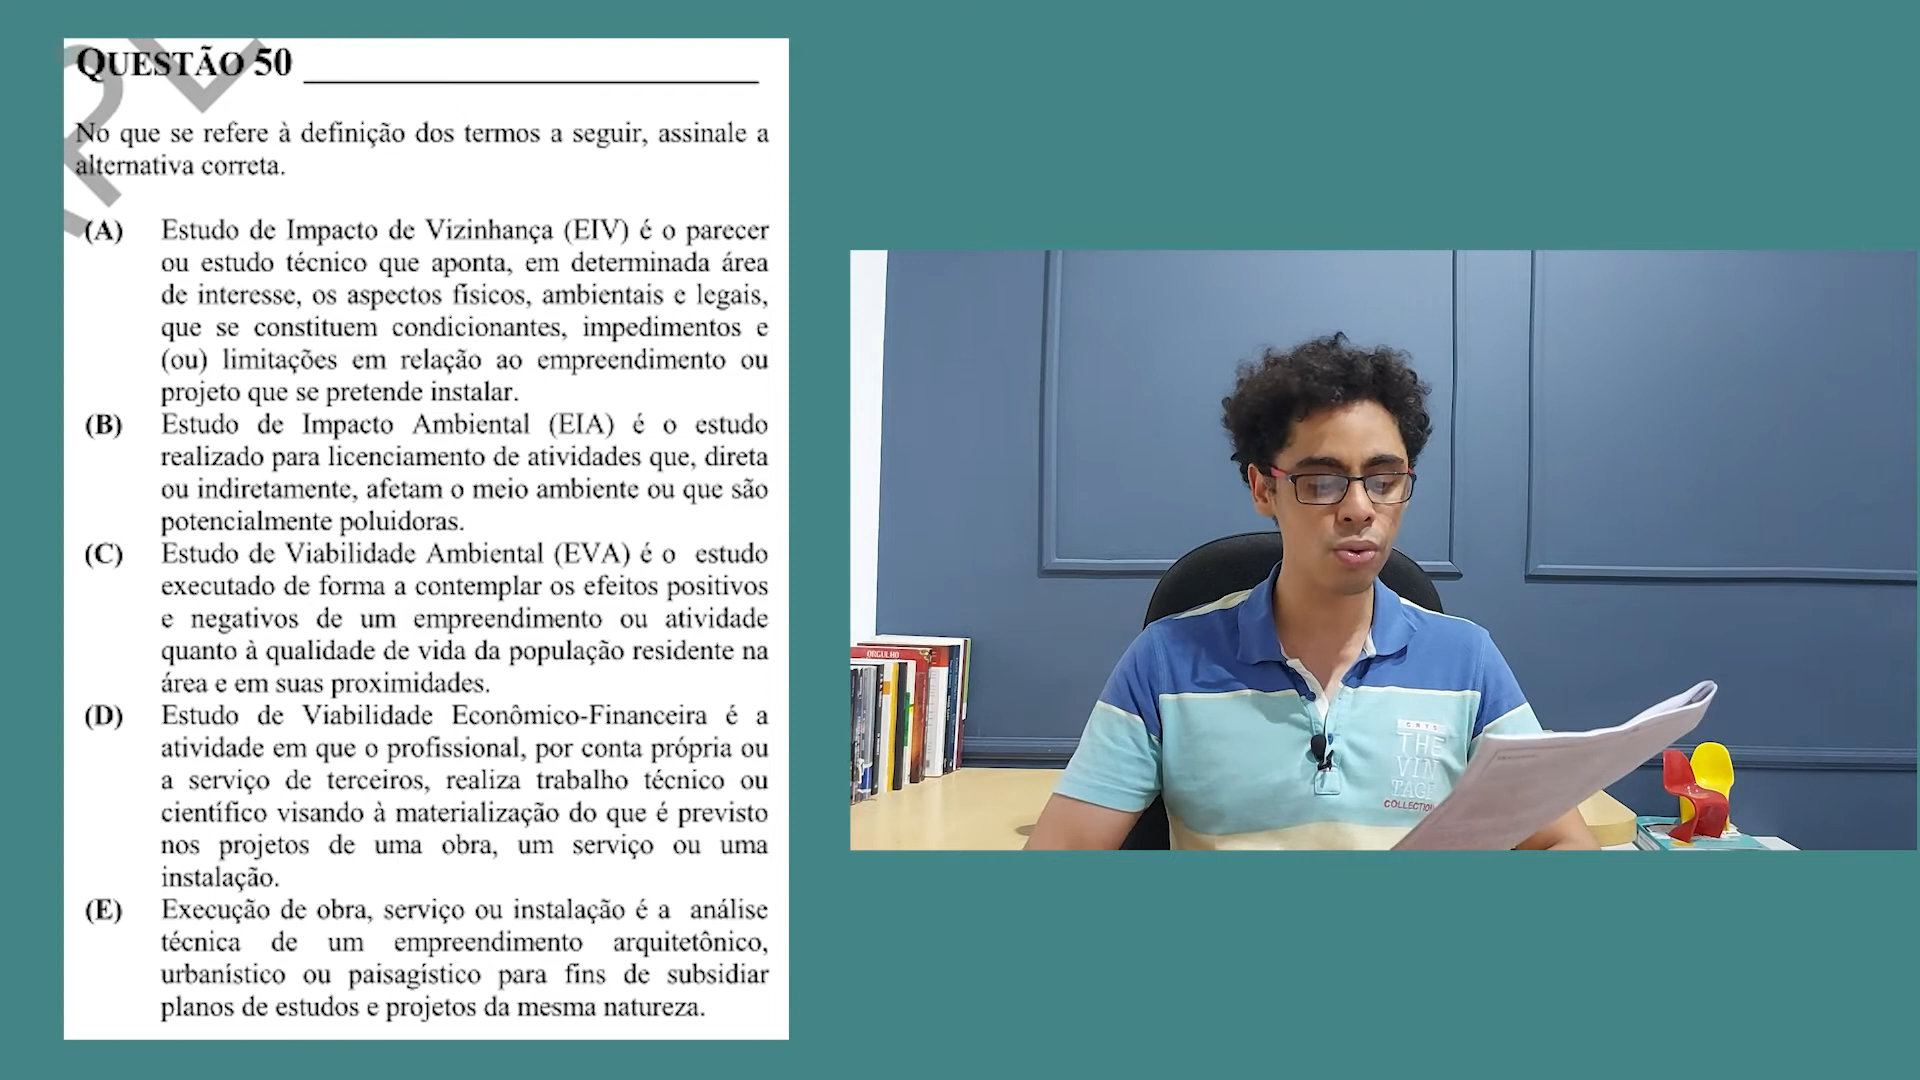 QUESTÃO 50
No que se refere à definição dos termos a seguir, assinale a
alternativa correta.
(A) Estudo de Impacto de Vizinhança (EIV) é o parecer
ou estudo técnico que aponta, em determinada área
de interesse, os aspectos físicos, ambientais e legais,
que se constituem condicionantes, impedimentos e
(ou) limitações em relação ao empreendimento ou
projeto que se pretende instalar.
(B) Estudo de Impacto Ambiental (EIA) é o estudo
realizado para licenciamento de atividades que, direta
ou indiretamente, afetam o meio ambiente ou que são
potencialmente poluidoras.
(C) Estudo de Viabilidade Ambiental (EVA) é o estudo
executado de forma a contemplar os efeitos positivos
e negativos de um empreendimento ou atividade
quanto à qualidade de vida da população residente na
área e em suas proximidades.
(D) Estudo de Viabilidade Econômico-Financeira é a
atividade em que o profissional, por conta própria ou
a serviço de terceiros, realiza trabalho técnico ou
científico visando à materialização do que é previsto
nos projetos de uma obra, um serviço ou uma
instalação.
(E) Execução de obra, serviço ou instalação é a análise
técnica de um empreendimento arquitetônico,
urbanístico ou paisagístico para fins de subsidiar
planos de estudos e projetos da mesma natureza.
ORGULHO
THE
VIN
TAGE
COLLECTION